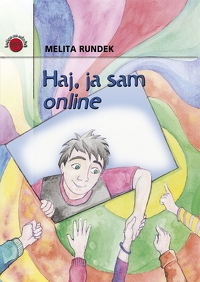 MELITA RUNDEK
Haj, ja sam
online